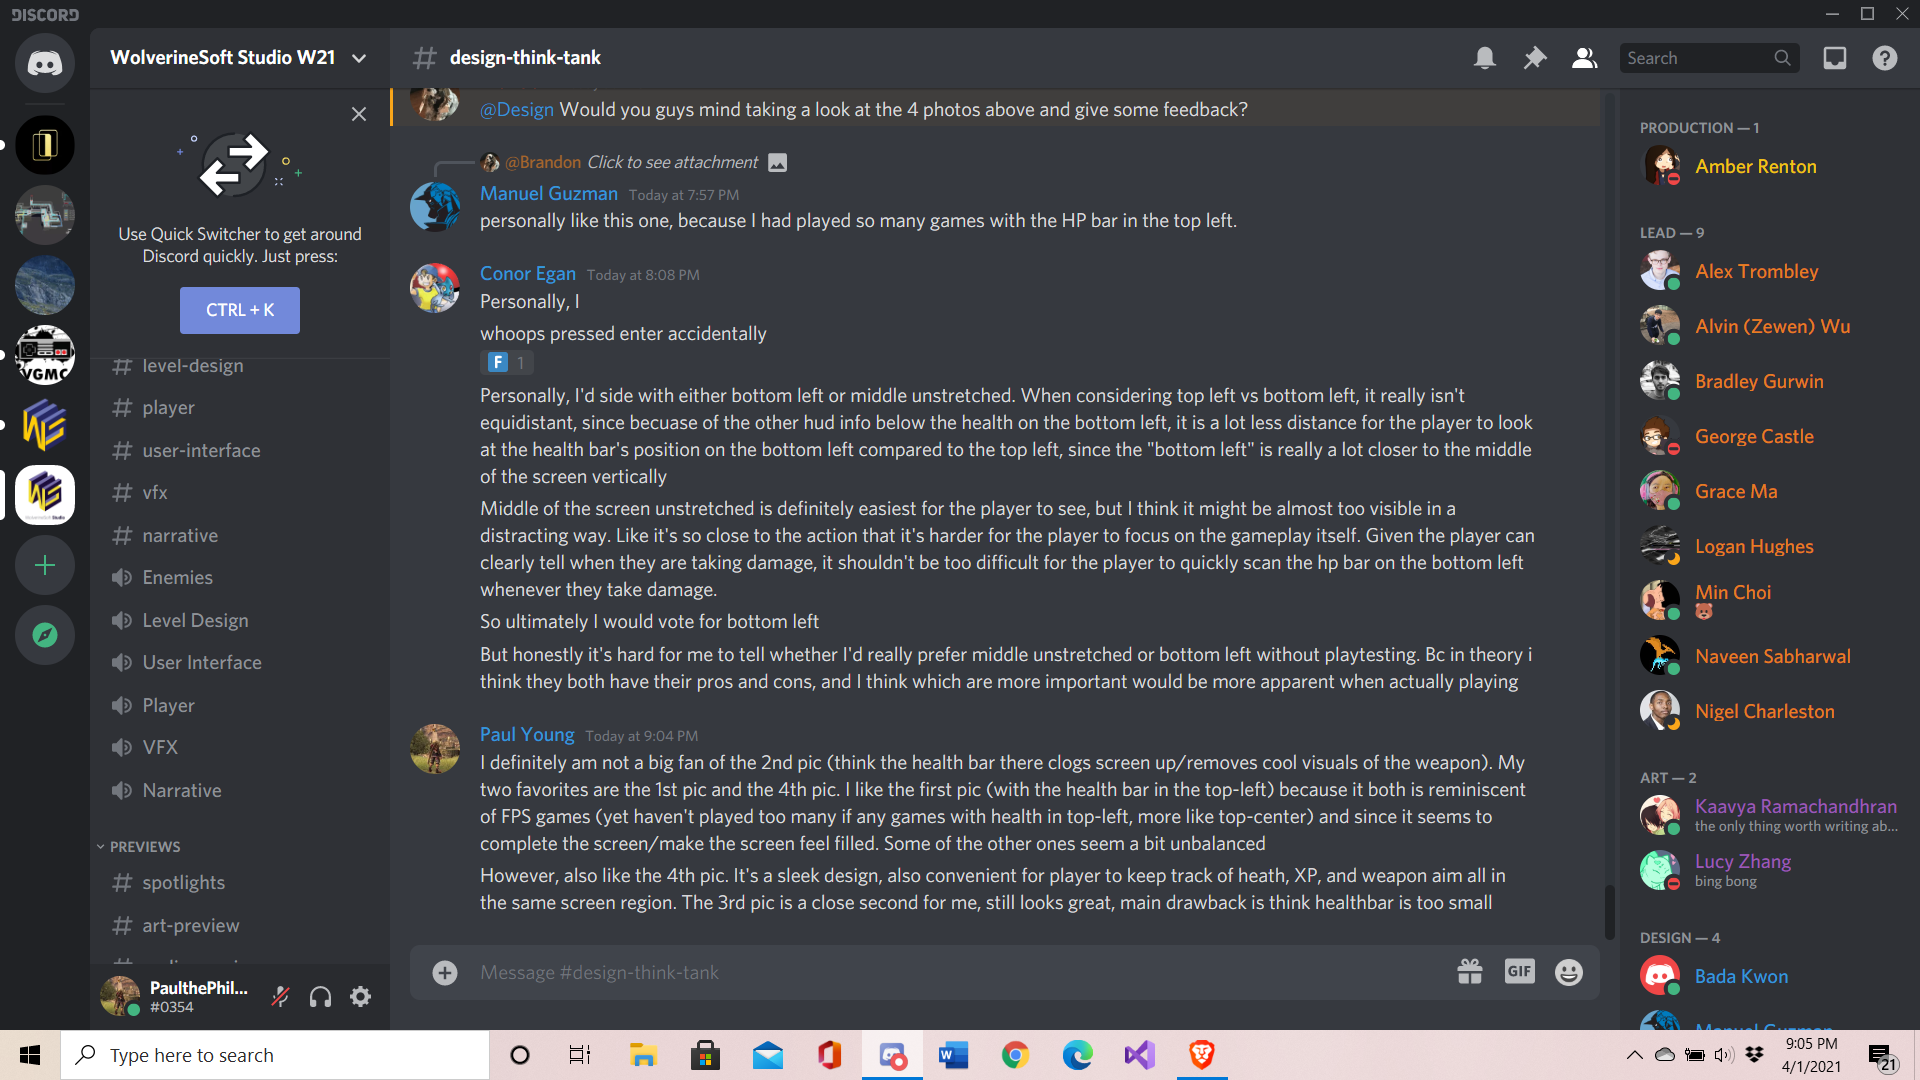 DISCORD
WolverineSoft Studio W21
design-think-tank
Search
Use Quick Switcher to get around
Discord quickly. Just press:
CTRL + K
level-design
player
user-interface
vfx
narrative
Enemies
Level Design
User Interface
Player
VFX
Narrative
PREVIEWS
spotlights
art-preview
PaulthePhil...
#0354
VGMC
@Design Would you guys mind taking a look at the 4 photos above and give some feedback?
@Brandon Click to see attachment
Manuel Guzman Today at 7:57 PM
personally like this one, because I had played so many games with the HP bar in the top left.
Conor Egan Today at 8:08 PM
Personally, I
whoops pressed enter accidentally
F 1
Personally, I'd side with either bottom left or middle unstretched. When considering top left vs bottom left, it really isn't
equidistant, since becuase of the other hud info below the health on the bottom left, it is a lot less distance for the player to look
at the health bar's position on the bottom left compared to the top left, since the "bottom left" is really a lot closer to the middle
of the screen vertically
Middle of the screen unstretched is definitely easiest for the player to see, but I think it might be almost too visible in a
distracting way. Like it's so close to the action that it's harder for the player to focus on the gameplay itself. Given the player can
clearly tell when they are taking damage, it shouldn't be too difficult for the player to quickly scan the hp bar on the bottom left
whenever they take damage.
So ultimately I would vote for bottom left
But honestly it's hard for me to tell whether I'd really prefer middle unstretched or bottom left without playtesting. Bc in theory i
think they both have their pros and cons, and I think which are more important would be more apparent when actually playing
Paul Young Today at 9:04 PM
I definitely am not a big fan of the 2nd pic (think the health bar there clogs screen up/removes cool visuals of the weapon). My
two favorites are the 1st pic and the 4th pic. I like the first pic (with the health bar in the top-left) because it both is reminiscent
of FPS games (yet haven't played too many if any games with health in top-left, more like top-center) and since it seems to
complete the screen/make the screen feel filled. Some of the other ones seem a bit unbalanced
However, also like the 4th pic. It's a sleek design, also convenient for player to keep track of heath, XP, and weapon aim all in
the same screen region. The 3rd pic is a close second for me, still looks great, main drawback is think healthbar is too small
Message #design-think-tank
GIF
PRODUCTION — 1
Amber Renton
LEAD — 9
Alex Trombley
Alvin (Zewen) Wu
Bradley Gurwin
George Castle
Grace Ma
Logan Hughes
Min Choi
Naveen Sabharwal
Nigel Charleston
ART — 2
Kaavya Ramachandhran
the only thing worth writing ab...
Lucy Zhang
bing bong
DESIGN — 4
Bada Kwon
Manuel Guzman
Type here to search
9:05 PM
4/1/2021
21